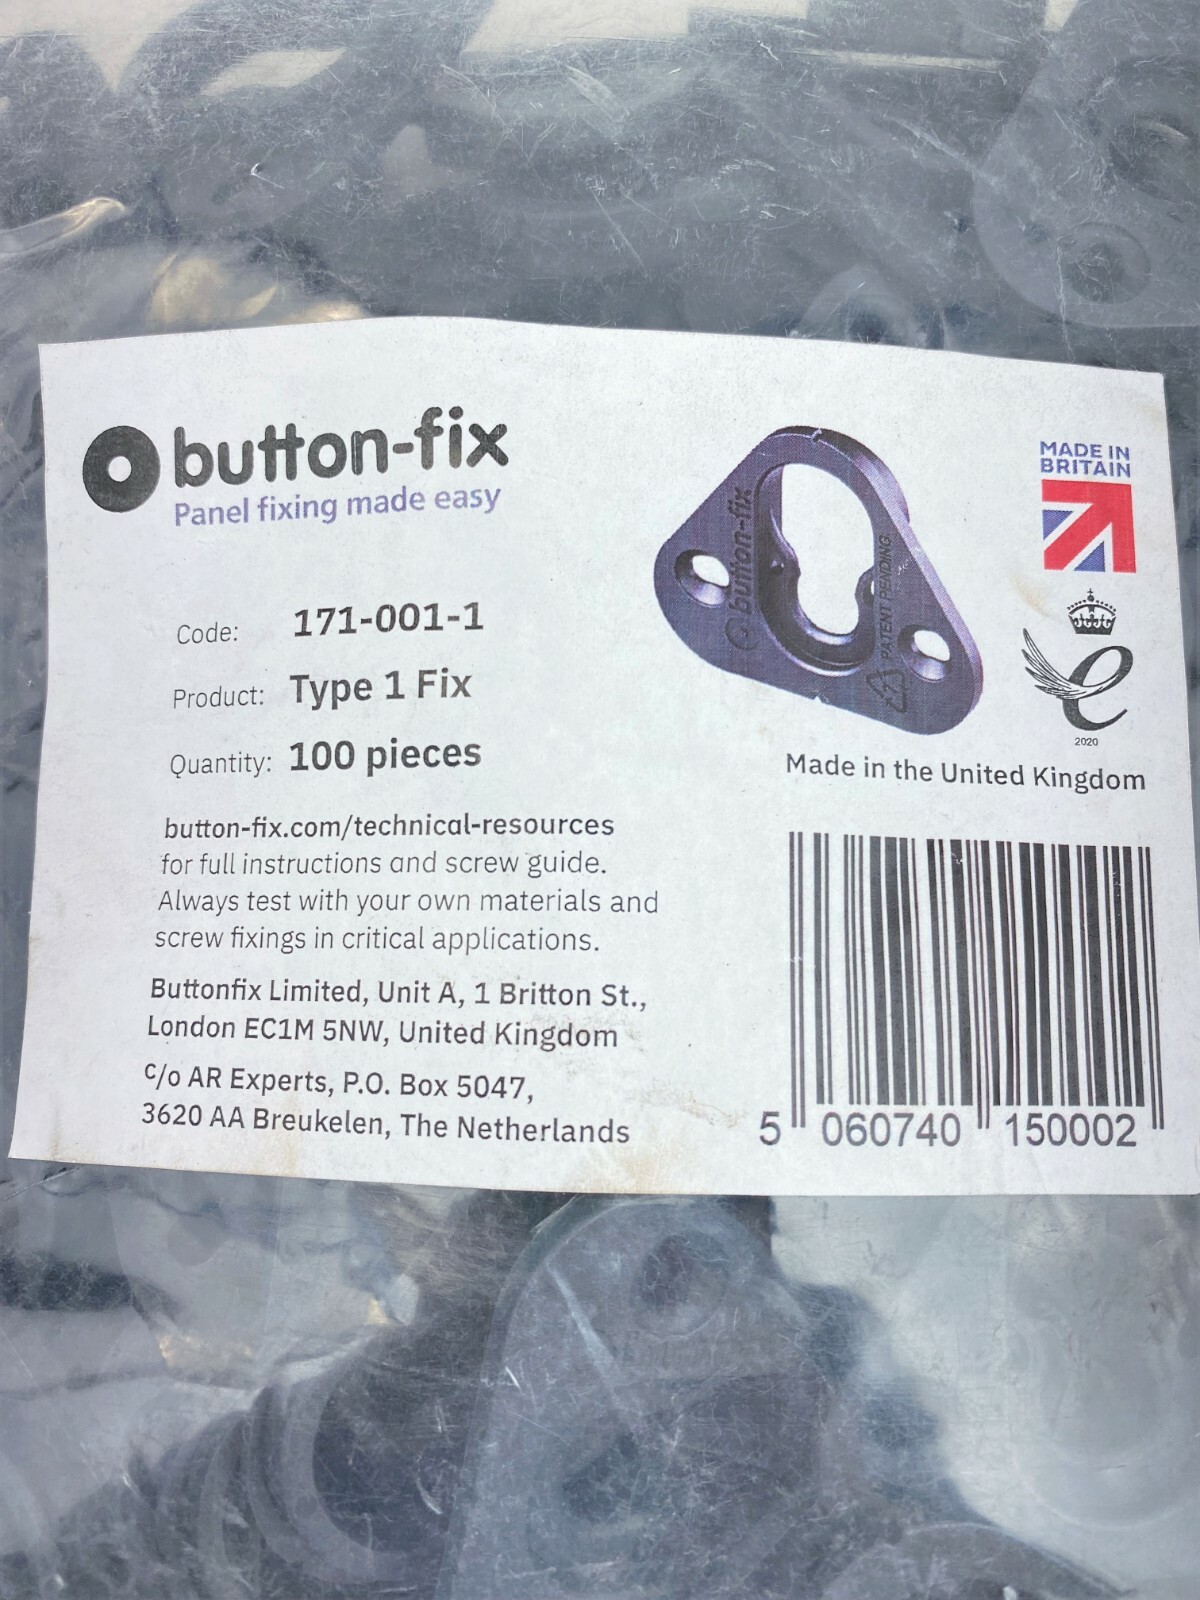 button-fix
Panel fixing made easy
Code: 171-001-1
Product: Type 1 Fix
Quantity: 100 pieces
button-fix.com/technical-resources
for full instructions and screw guide.
Always test with your own materials and
screw fixings in critical applications.
Buttonfix Limited, Unit A, 1 Britton St.,
London EC1M 5NW, United Kingdom
c/o AR Experts, P.O. Box 5047,
3620 AA Breukelen, The Netherlands
button-fix
PATENT PENDING
MADE IN
BRITAIN
e
2020
Made in the United Kingdom
5 060740 150002